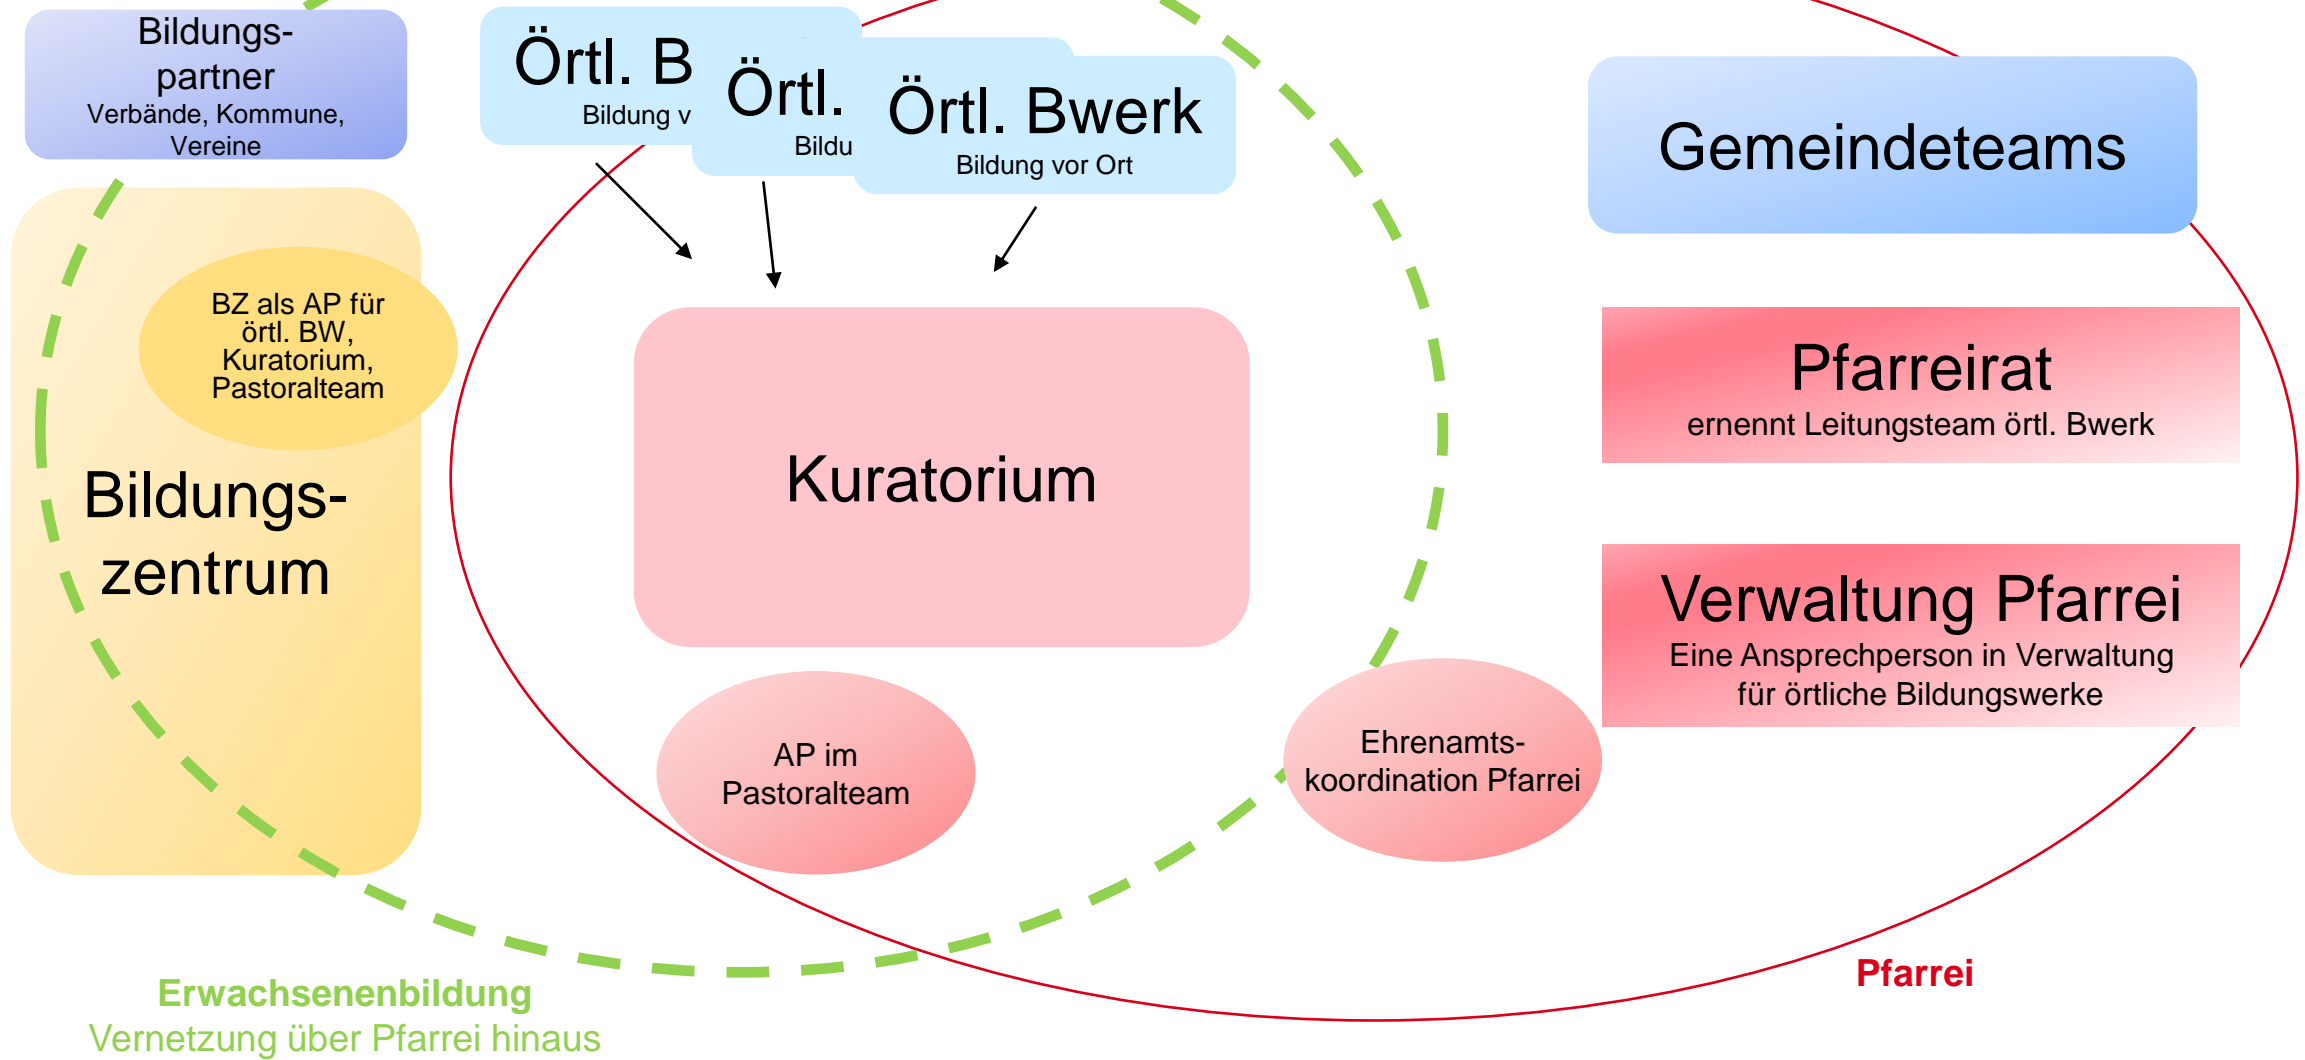 Bildungs-
partner
Verbände, Kommune,
Vereine
Örtl. B
Bildung v
Örtl.
Bildu
Örtl. Bwerk
Bildung vor Ort
Gemeindeteams
BZ als AP für
örtl. BW,
Kuratorium,
Pastoralteam
Bildungs-
zentrum
Kuratorium
Pfarreirat
ernennt Leitungsteam örtl. Bwerk
Verwaltung Pfarrei
Eine Ansprechperson in Verwaltung
für örtliche Bildungswerke
AP im
Pastoralteam
Ehrenamts-
koordination Pfarrei
Erwachsenenbildung
Vernetzung über Pfarrei hinaus
Pfarrei